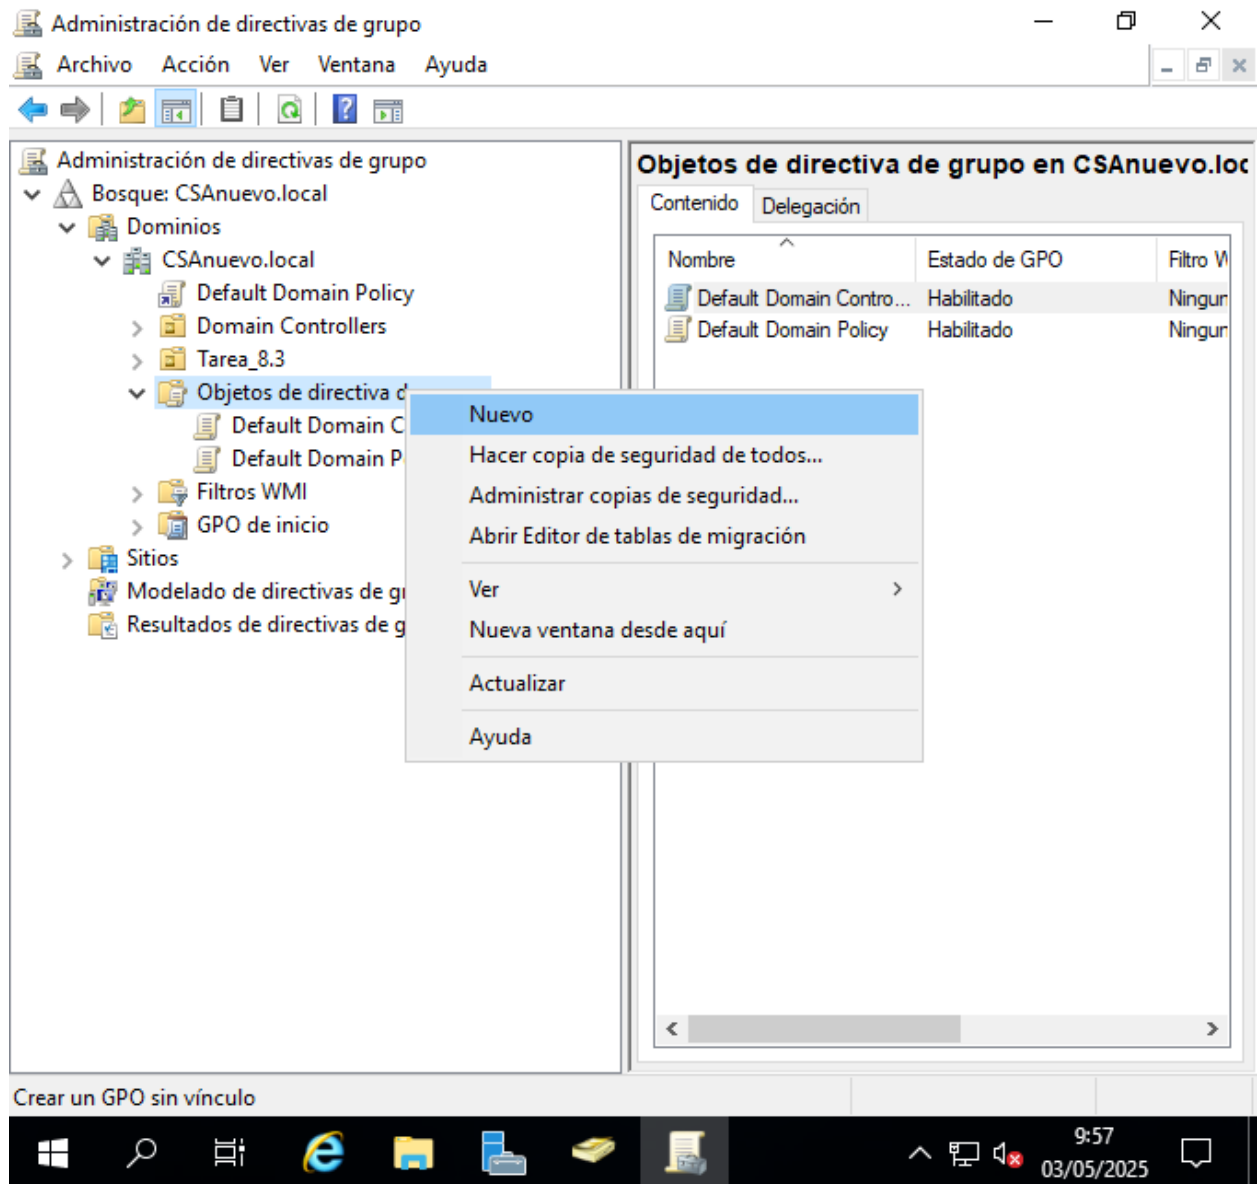 Administración de directivas de grupo
Archivo Acción Ver Ventana Ayuda
Administración de directivas de grupo
Bosque: CSAnuevo.local
Dominios
CSAnuevo.local
Default Domain Policy
Domain Controllers
Tarea_8.3
Objetos de directiva d
Default Domain C
Default Domain P
Filtros WMI
GPO de inicio
Sitios
Modelado de directivas de g
Resultados de directivas de g
Objetos de directiva de grupo en CSAnuevo.loc
Contenido Delegación
Nombre Estado de GPO Filtro W
Default Domain Contro... Habilitado Ningun
Default Domain Policy Habilitado Ningun
Nuevo
Hacer copia de seguridad de todos...
Administrar copias de seguridad...
Abrir Editor de tablas de migración
Ver
Nueva ventana desde aquí
Actualizar
Ayuda
Crear un GPO sin vínculo
9:57
03/05/2025